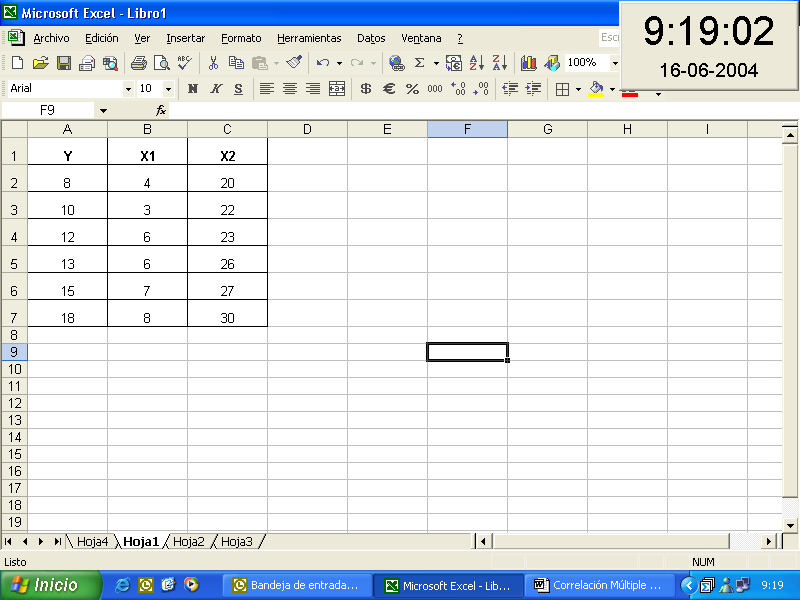 Microsoft Excel - Libro1
9:19:02
16-06-2004
Archivo Edición Ver Insertar Formato Herramientas Datos Ventana ?
100%
Arial 10 N K S $ € % 000
F9 fx
A B C D E F G H I
1 Y X1 X2
2 8 4 20
3 10 3 22
4 12 6 23
5 13 6 26
6 15 7 27
7 18 8 30
8
9
10
11
12
13
14
15
16
17
18
19
Hoja4 Hoja1 Hoja2 Hoja3
Listo NUM
Inicio Bandeja de entrada... Microsoft Excel - Lib... Correlación Múltiple ... 9:19